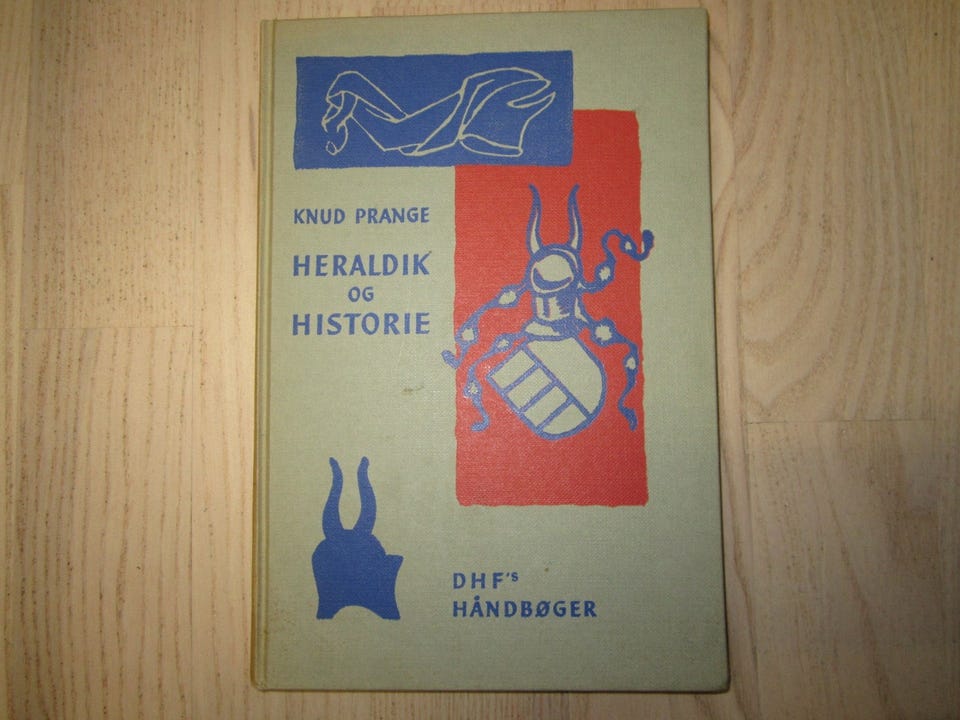 KNUD PRANGE
HERALDIK
OG
HISTORIE
DHF's
HÅNDBØGER